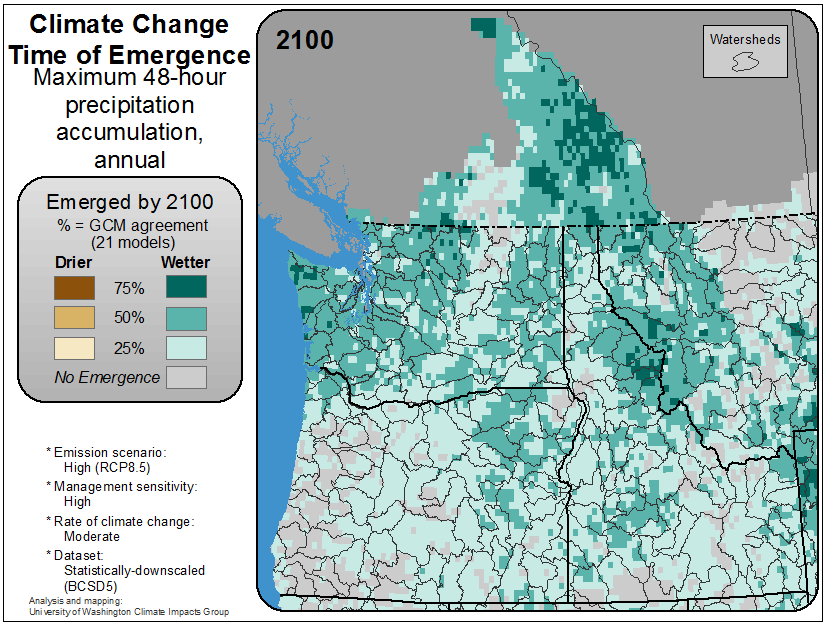 Climate Change
Time of Emergence
Maximum 48-hour
precipitation
accumulation,
annual
Emerged by 2100
% = GCM agreement
(21 models)
Drier Wetter
75%
50%
25%
No Emergence
* Emission scenario:
High (RCP8.5)
* Management sensitivity:
High
* Rate of climate change:
Moderate
* Dataset:
Statistically-downscaled
(BCSD5)
Analysis and mapping:
University of Washington Climate Impacts Group
2100
Watersheds